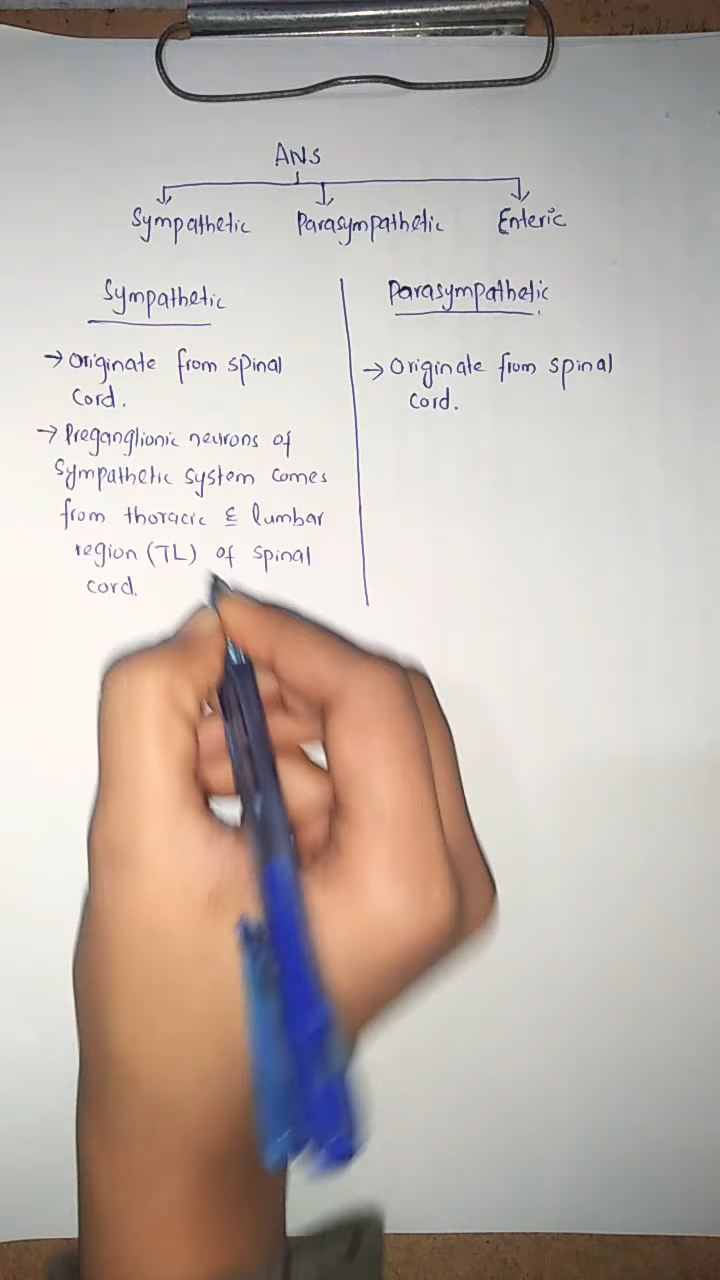 ANS
Sympathetic Parasympathetic Enteric
Sympathetic
→ Originate from spinal
cord.
→ Preganglionic neurons of
sympathetic system comes
from thoracic & lumbar
region (TL) of spinal
cord.
Parasympathetic
→ Originate from spinal
cord.